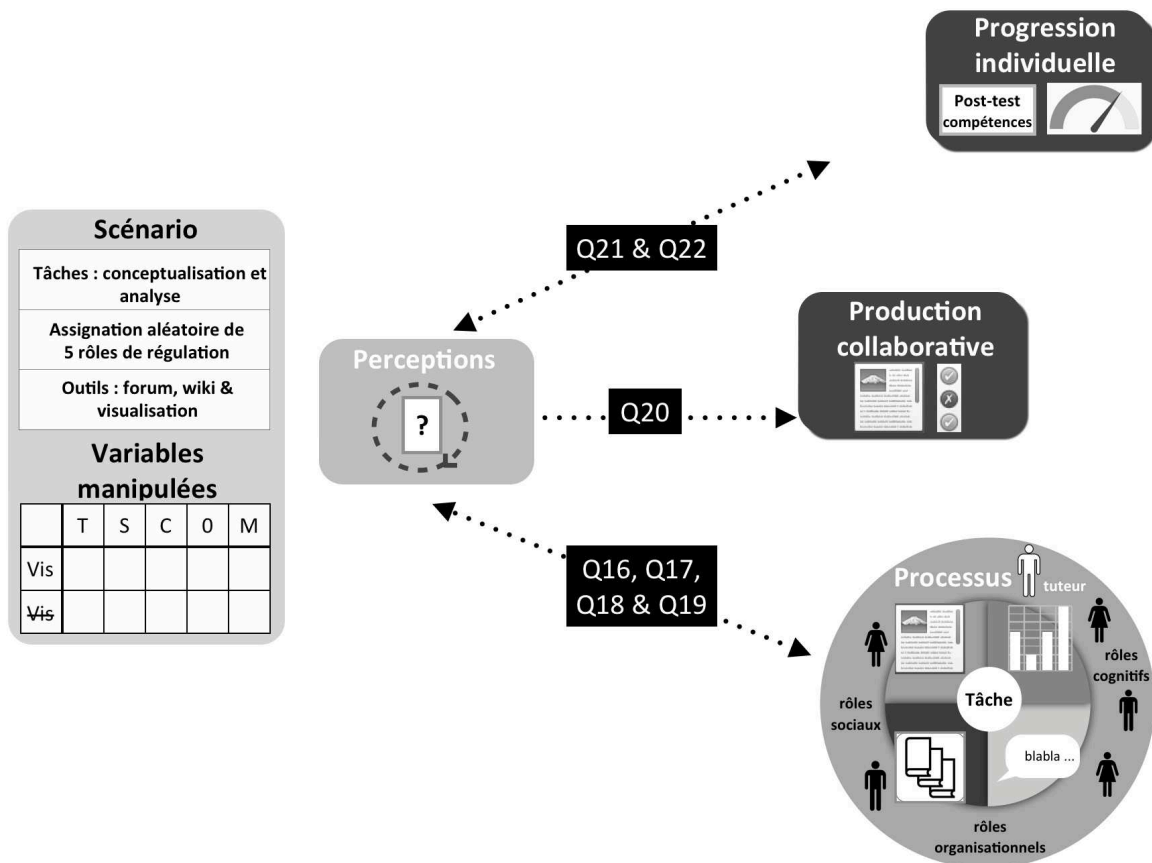 Progression
individuelle
Post-test
compétences
Scénario
Tâches : conceptualisation et
analyse
Assignation aléatoire de
5 rôles de régulation
Outils : forum, wiki &
visualisation
Variables
manipulées
T S C 0 M
Vis
Vis
Q21 & Q22
Perceptions
?
Q20
Production
collaborative
Q16, Q17,
Q18 & Q19
Processus
tuteur
rôles
cognitifs
rôles
sociaux
Tâche
blabla ...
rôles
organisationnels